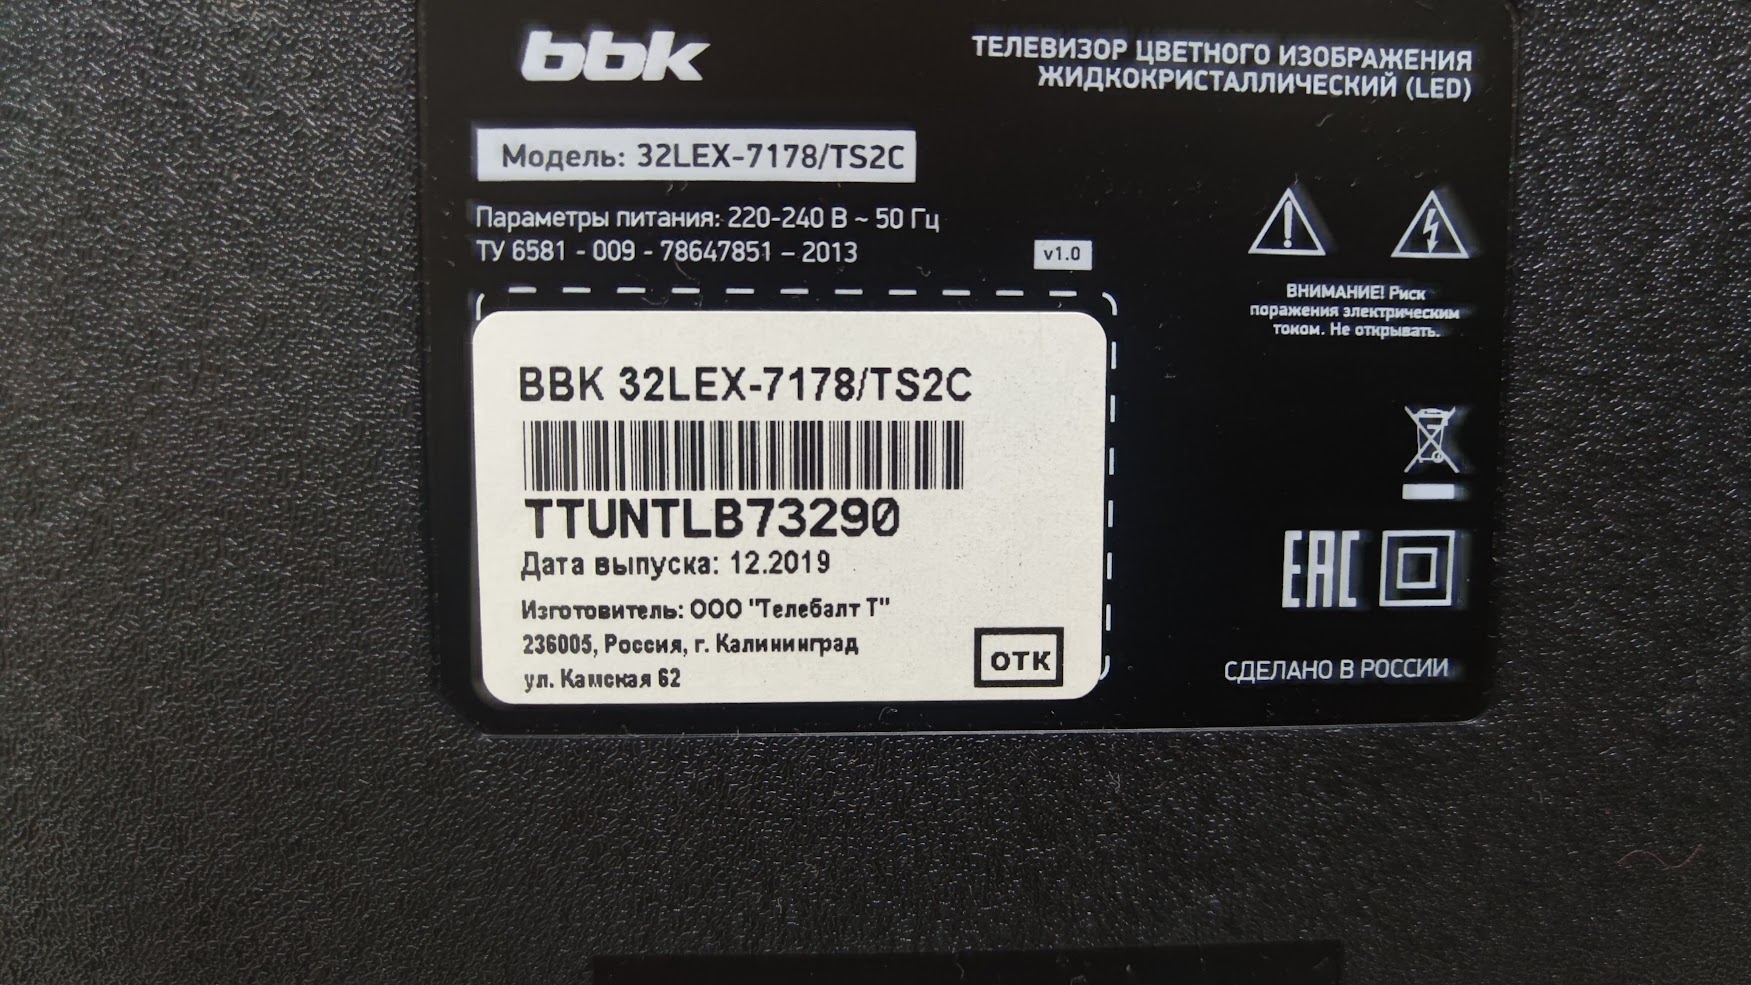 bbk
ТЕЛЕВИЗОР ЦВЕТНОГО ИЗОБРАЖЕНИЯ
ЖИДКОКРИСТАЛЛИЧЕСКИЙ (LED)
Модель: 32LEX-7178/TS2C
Параметры питания: 220-240 В ~ 50 Гц
ТУ 6581 - 009 - 78647851 – 2013
v1.0
ВНИМАНИЕ! Риск
поражения электрическим
током. Не открывать.
BBK 32LEX-7178/TS2C
TTUNTLB73290
Дата выпуска: 12.2019
Изготовитель: ООО "Телебалт Т"
236005, Россия, г. Калининград
ул. Камская 62
ОТК
EAC
СДЕЛАНО В РОССИИ